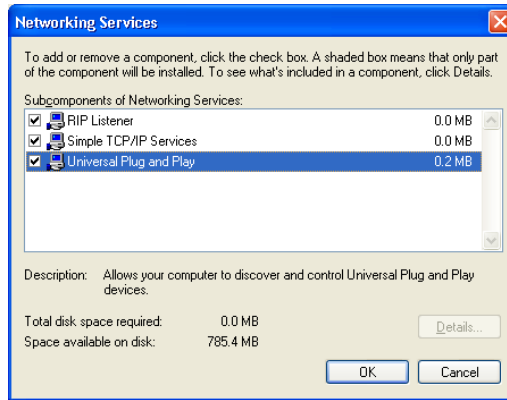 Networking Services
To add or remove a component, click the check box. A shaded box means that only part
of the component will be installed. To see what's included in a component, click Details.
Subcomponents of Networking Services:
RIP Listener 0.0 MB
Simple TCP/IP Services 0.0 MB
Universal Plug and Play 0.2 MB
Description: Allows your computer to discover and control Universal Plug and Play
devices.
Total disk space required: 0.0 MB
Details...
Space available on disk: 785.4 MB
OK Cancel